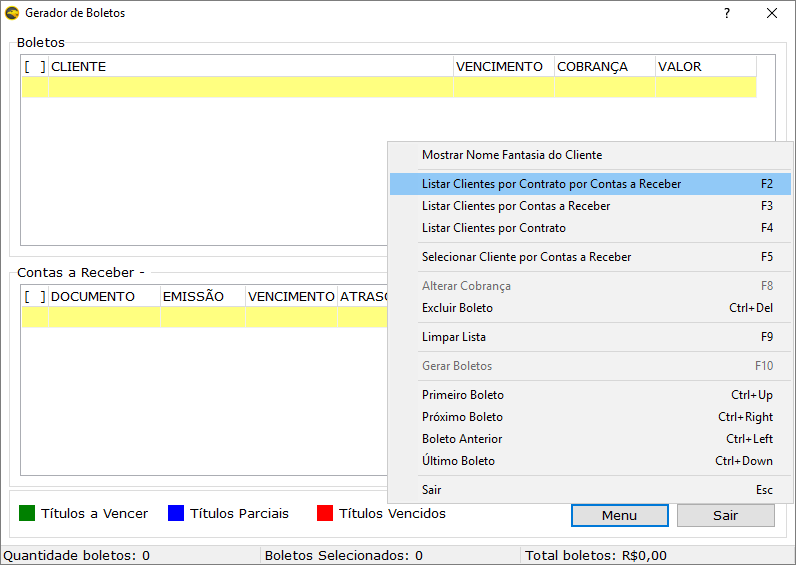 Gerador de Boletos
?
Boletos
[ ] CLIENTE VENCIMENTO COBRANÇA VALOR
Mostrar Nome Fantasia do Cliente
Listar Clientes por Contrato por Contas a Receber F2
Listar Clientes por Contas a Receber F3
Listar Clientes por Contrato F4
Selecionar Cliente por Contas a Receber F5
Alterar Cobrança F8
Excluir Boleto Ctrl+Del
Limpar Lista F9
Gerar Boletos F10
Primeiro Boleto Ctrl+Up
Próximo Boleto Ctrl+Right
Boleto Anterior Ctrl+Left
Último Boleto Ctrl+Down
Sair Esc
Contas a Receber -
[ ] DOCUMENTO EMISSÃO VENCIMENTO
Títulos a Vencer Títulos Parciais Títulos Vencidos Menu Sair
Quantidade boletos: 0 Boletos Selecionados: 0 Total boletos: R$0,00